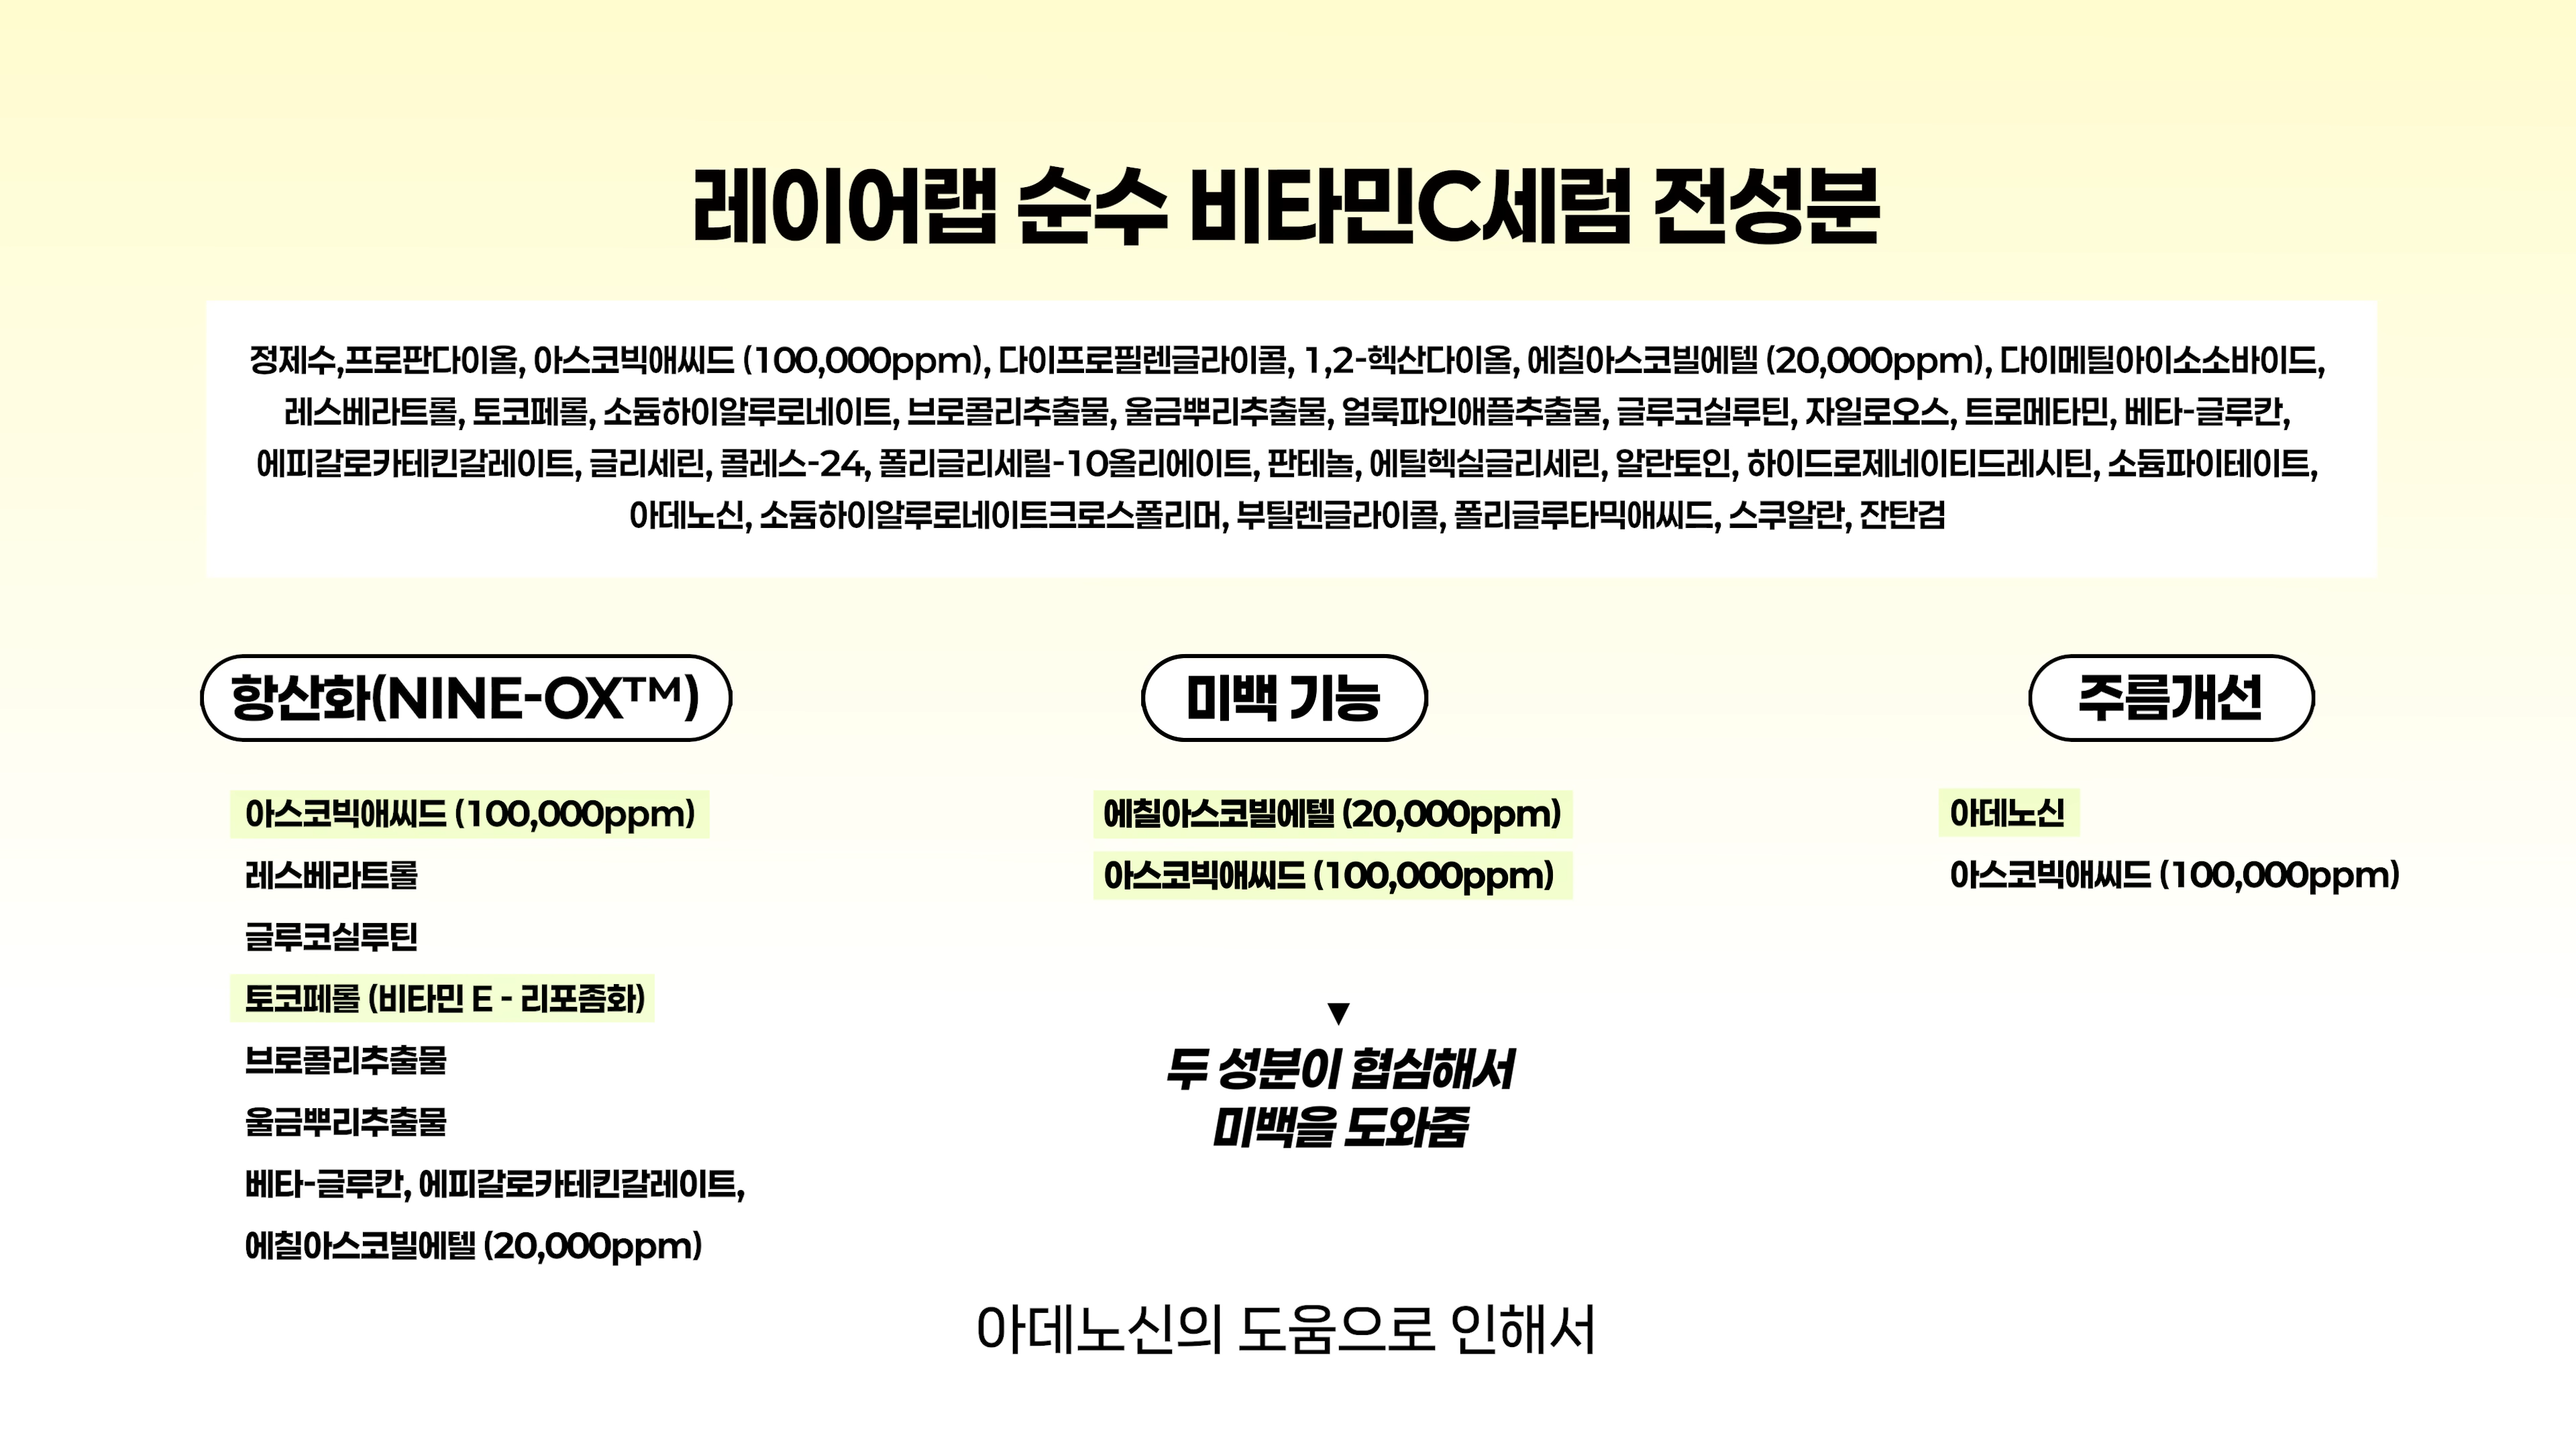 레이어랩 순수 비타민C세럼 전성분
정제수,프로판다이올, 아스코빅애씨드 (100,000ppm), 다이프로필렌글라이콜, 1,2-헥산다이올, 에칠아스코빌에텔 (20,000ppm), 다이메틸아이소소바이드,
레스베라트롤, 토코페롤, 소듐하이알루로네이트, 브로콜리추출물, 울금뿌리추출물, 얼룩파인애플추출물, 글루코실루틴, 자일로오스, 트로메타민, 베타-글루칸,
에피갈로카테킨갈레이트, 글리세린, 콜레스-24, 폴리글리세릴-10올리에이트, 판테놀, 에틸헥실글리세린, 알란토인, 하이드로제네이티드레시틴, 소듐파이테이트,
아데노신, 소듐하이알루로네이트크로스폴리머, 부틸렌글라이콜, 폴리글루타믹애씨드, 스쿠알란, 잔탄검
항산화(NINE-OX™)
아스코빅애씨드 (100,000ppm)
레스베라트롤
글루코실루틴
토코페롤 (비타민 E - 리포좀화)
브로콜리추출물
울금뿌리추출물
베타-글루칸, 에피갈로카테킨갈레이트,
에칠아스코빌에텔 (20,000ppm)
미백 기능
에칠아스코빌에텔 (20,000ppm)
아스코빅애씨드 (100,000ppm)
▼
두 성분이 협심해서
미백을 도와줌
주름개선
아데노신
아스코빅애씨드 (100,000ppm)
아데노신의 도움으로 인해서